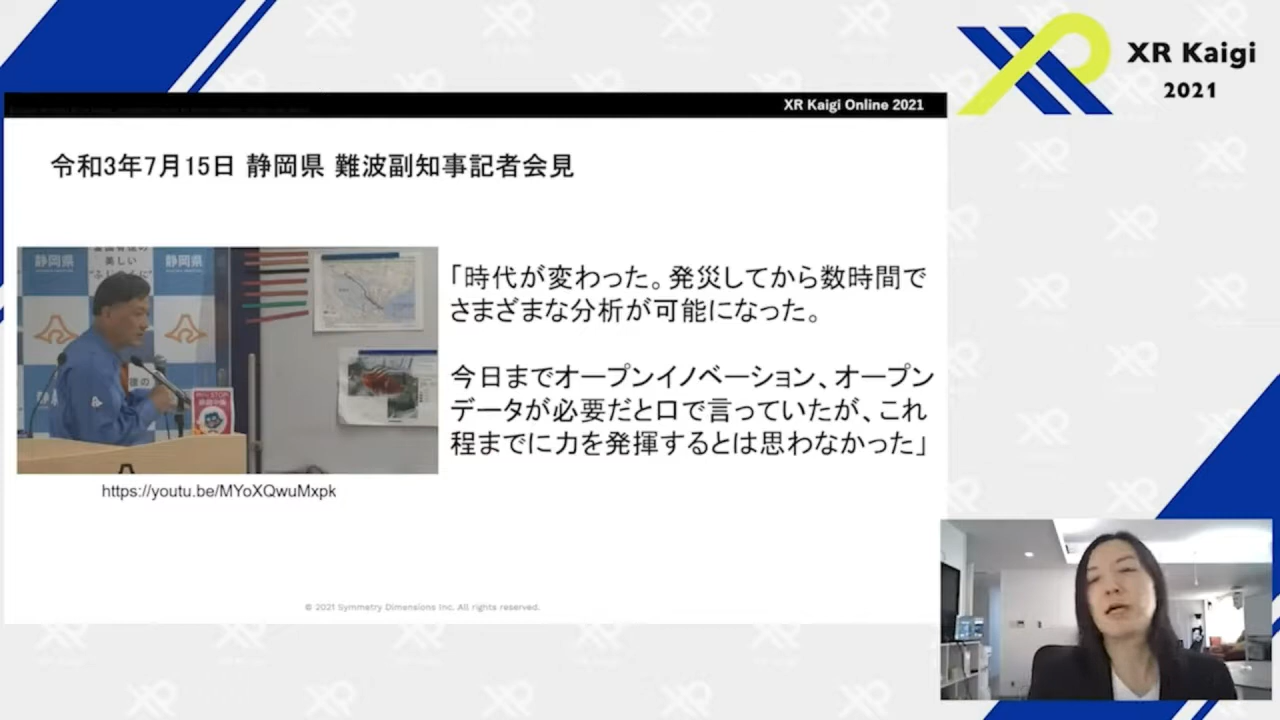 XR Kaigi
2021
XR Kaigi Online 2021
令和3年7月15日 静岡県 難波副知事記者会見
静岡県
美しい
静岡県
「時代が変わった。発災してから数時間で
さまざまな分析が可能になった。
今日までオープンイノベーション、オープン
データが必要だと口で言っていたが、これ
程までに力を発揮するとは思わなかった」
https://youtu.be/MYoXQwuMxpk
© 2021 Symmetry Dimensions Inc. All rights reserved.